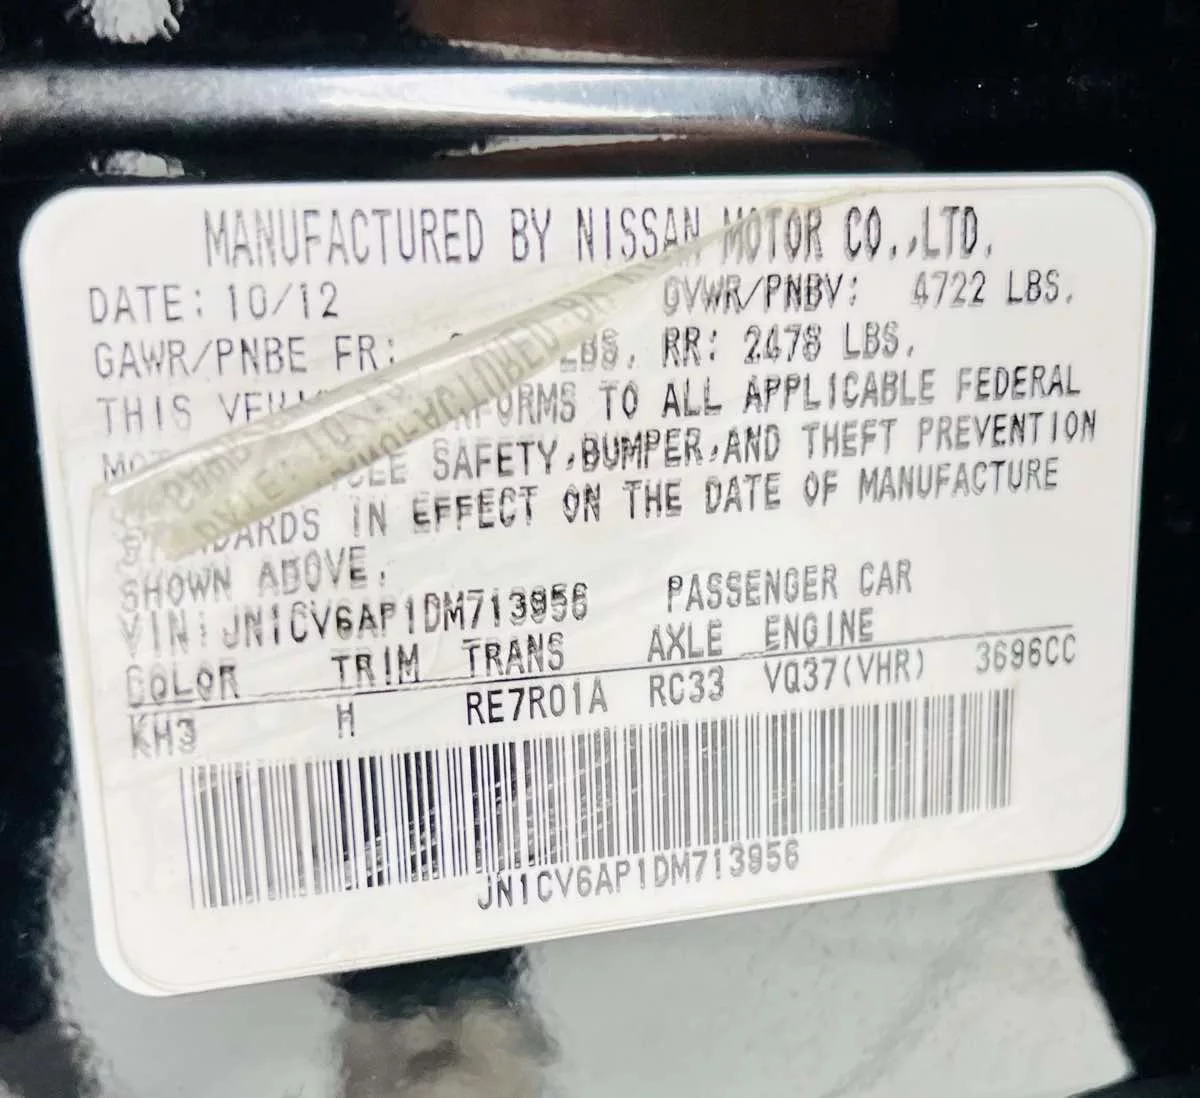 MANUFACTURED BY NISSAN MOTOR CO.,LTD.
DATE: 10/12 GVWR/PNBV: 4722 LBS.
GAWR/PNBE FR: LBS. RR: 2478 LBS.
THIS TO ALL APPLICABLE FEDERAL
SAFETY,BUMPER,AND THEFT PREVENTION
IN EFFECT ON THE DATE OF MANUFACTURE
SHOWN ABOVE.
VIN: JN1CV6AP1DM713956 PASSENGER CAR
COLOR TRIM TRANS AXLE ENGINE
KH3 H RE7R01A RC33 VQ37(VHR) 3696CC
JN1CV6AP1DM713956